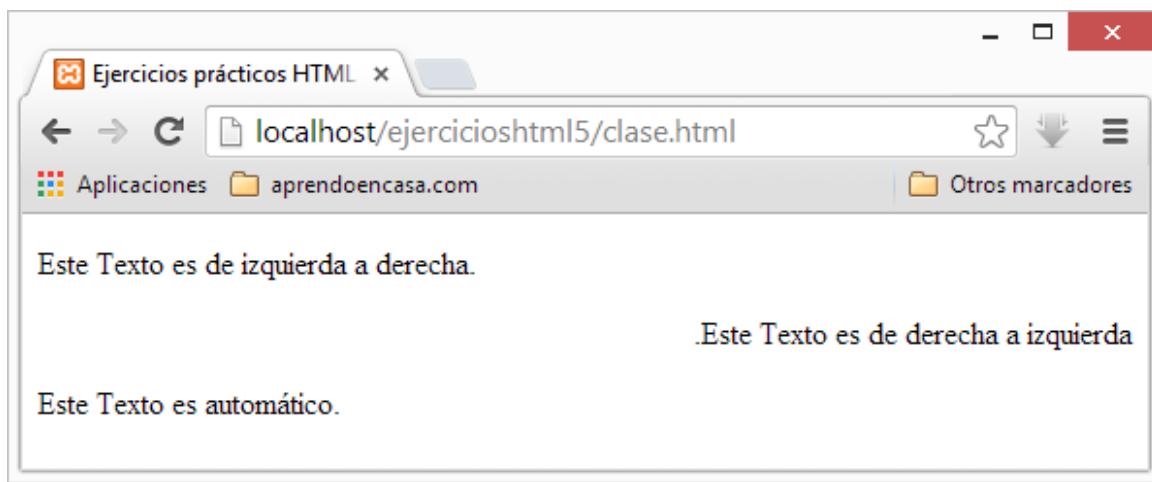 Ejercicios prácticos HTML
localhost/ejercicioshtml5/clase.html
Aplicaciones aprendoencasa.com Otros marcadores
Este Texto es de izquierda a derecha.
.Este Texto es de derecha a izquierda
Este Texto es automático.